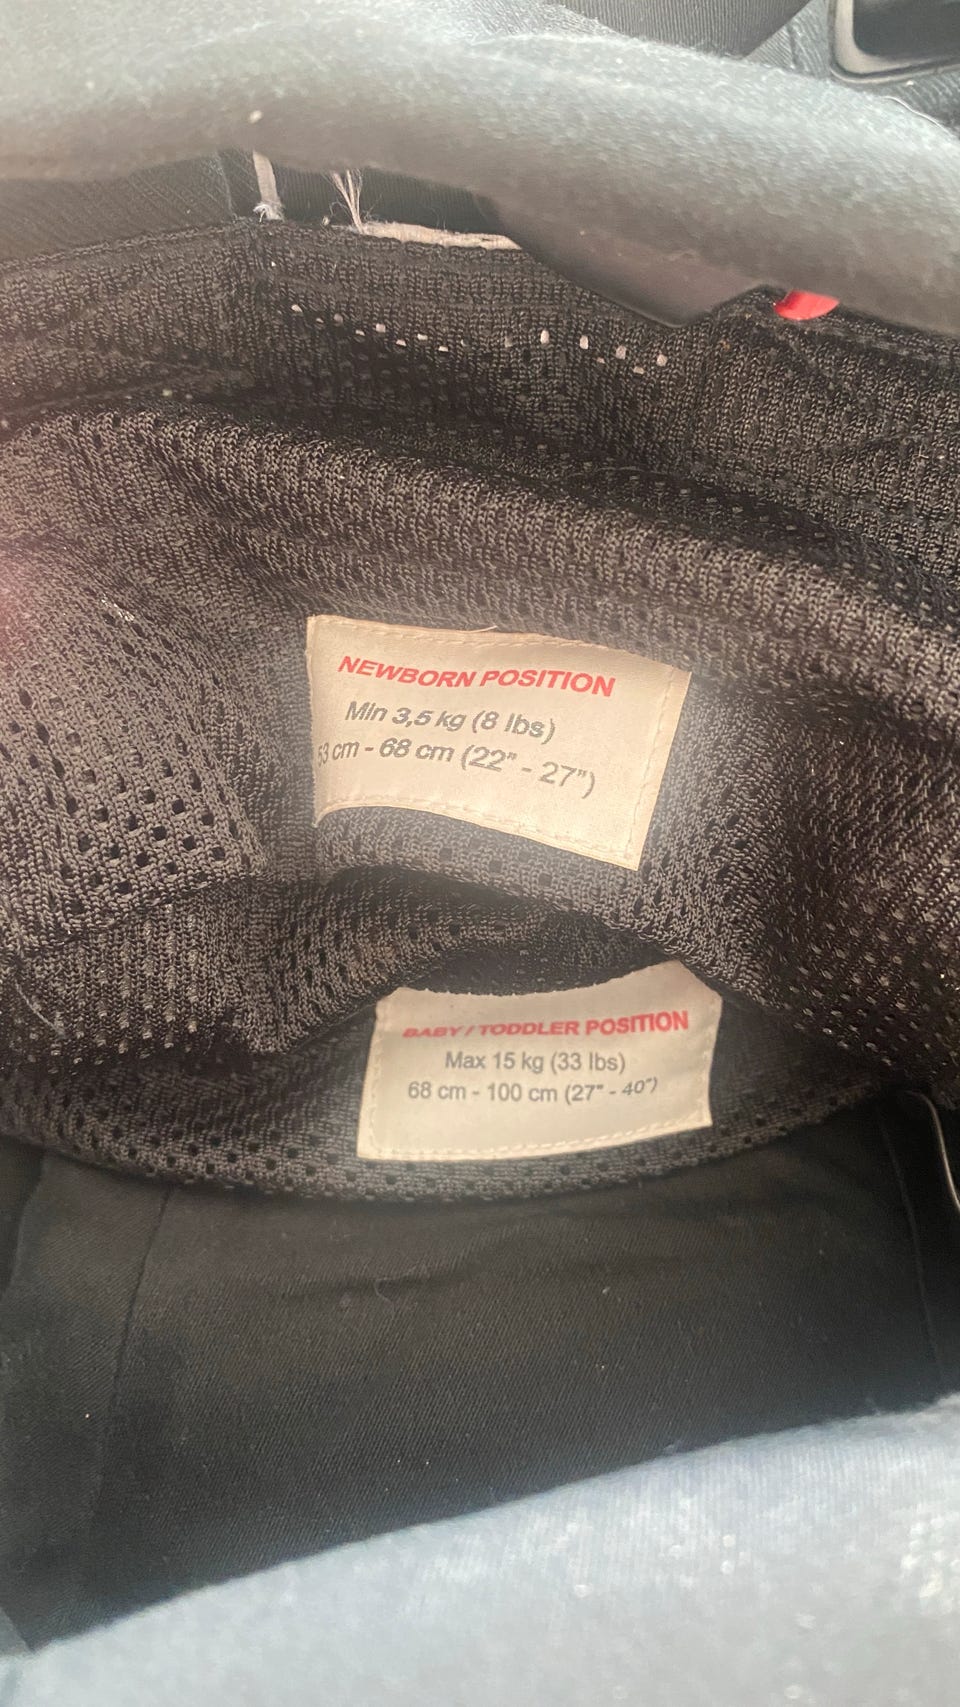 NEWBORN POSITION
Min 3,5 kg (8 lbs)
53 cm - 68 cm (22" - 27")
BABY / TODDLER POSITION
Max 15 kg (33 lbs)
68 cm - 100 cm (27" - 40")